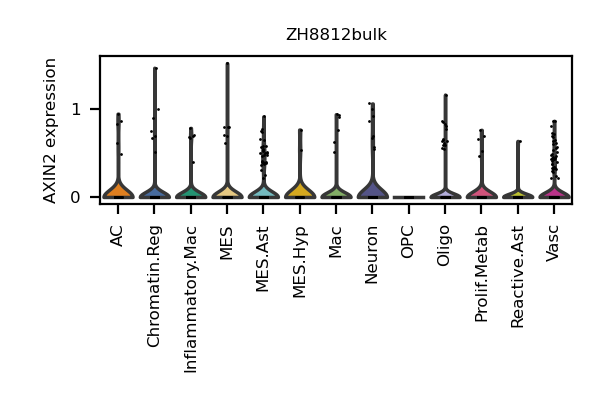 ZH8812bulk
AXIN2 expression
1
0
AC
Chromatin.Reg
Inflammatory.Mac
MES
MES.Ast
MES.Hyp
Mac
Neuron
OPC
Oligo
Prolif.Metab
Reactive.Ast
Vasc